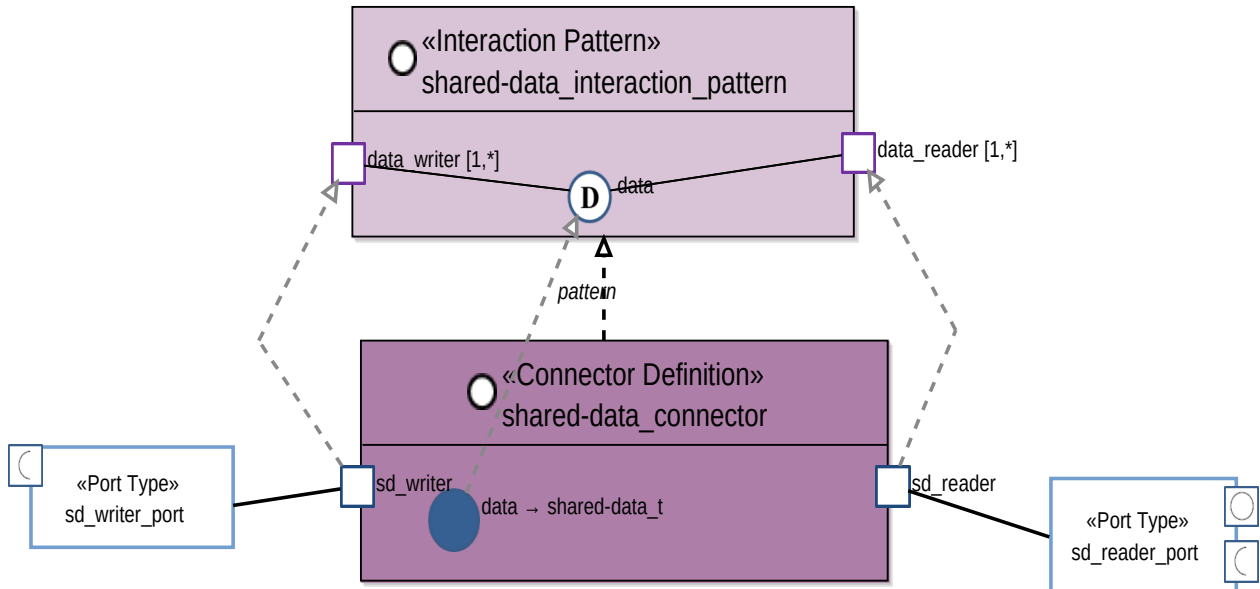 «Interaction Pattern»
shared-data_interaction_pattern
data_writer [1,*]
data_reader [1,*]
D
data
pattern
«Connector Definition»
shared-data_connector
sd_writer
sd_reader
data → shared-data_t
«Port Type»
sd_writer_port
«Port Type»
sd_reader_port